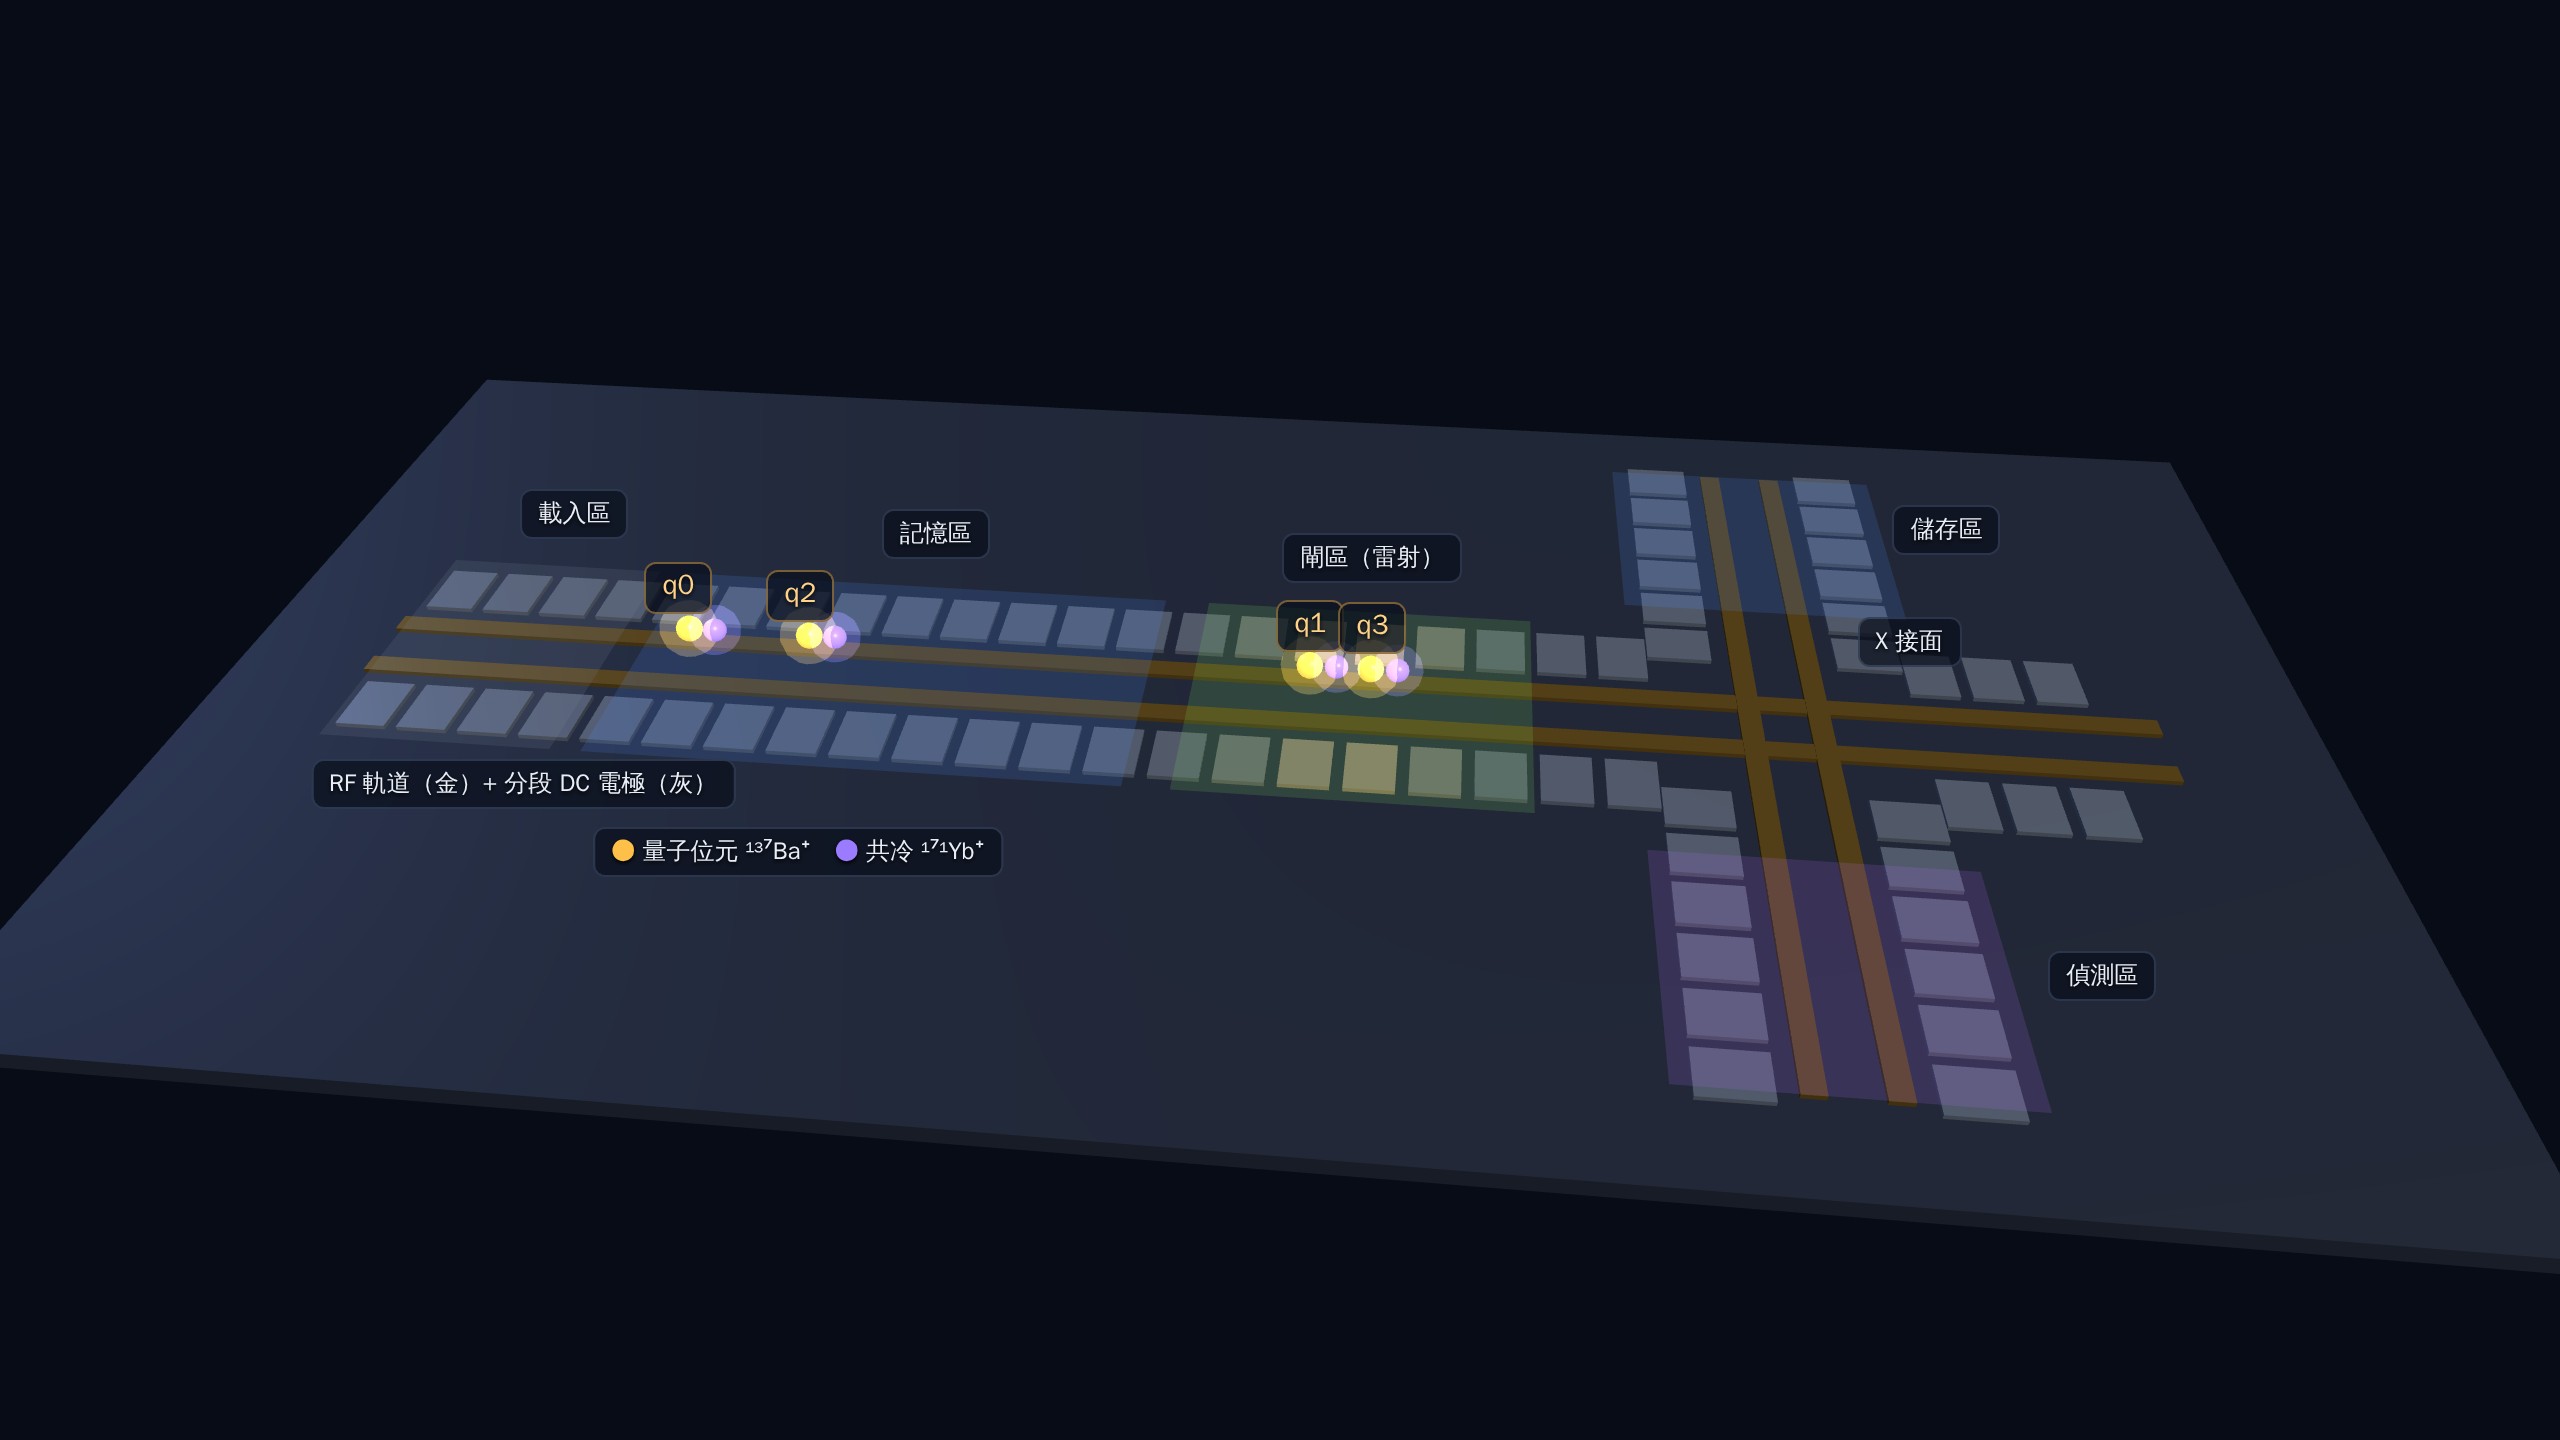 載入區
儲存區
記憶區
閘區（雷射）
q0
q2
q1
q3
X 接面
RF 軌道（金）+ 分段 DC 電極（灰）
量子位元 ¹³⁷Ba⁺ 共冷 ¹⁷¹Yb⁺
偵測區